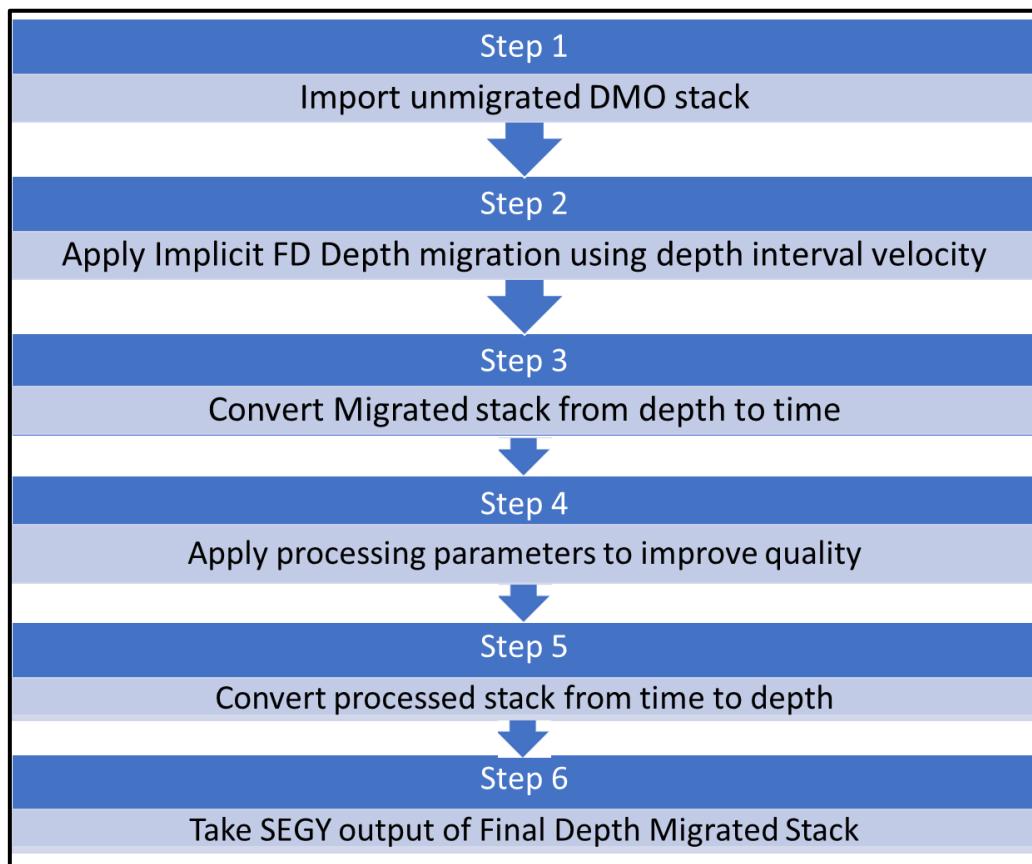 Step 1
Import unmigrated DMO stack
Step 2
Apply Implicit FD Depth migration using depth interval velocity
Step 3
Convert Migrated stack from depth to time
Step 4
Apply processing parameters to improve quality
Step 5
Convert processed stack from time to depth
Step 6
Take SEGY output of Final Depth Migrated Stack